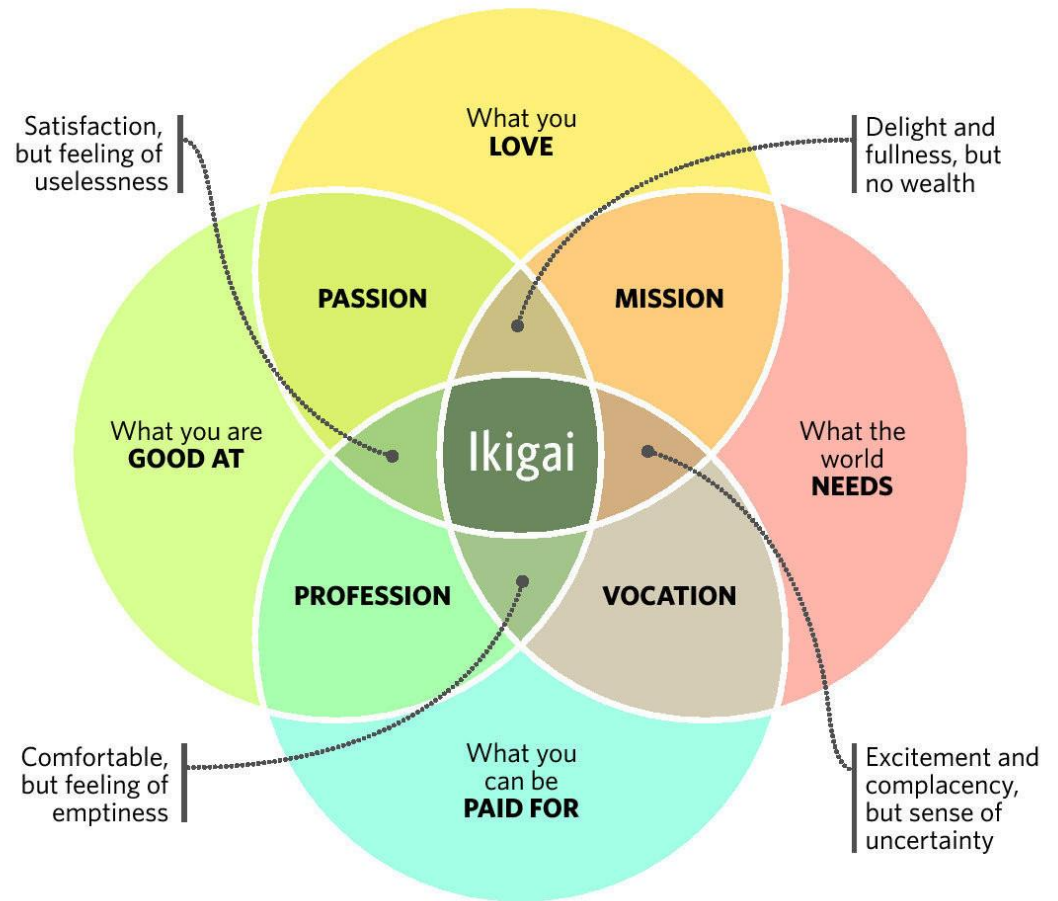 What you
LOVE
Satisfaction,
but feeling of
uselessness
Delight and
fullness, but
no wealth
PASSION
MISSION
What you are
GOOD AT
Ikigai
What the
world
NEEDS
PROFESSION
VOCATION
Comfortable,
but feeling of
emptiness
What you
can be
PAID FOR
Excitement and
complacency,
but sense of
uncertainty